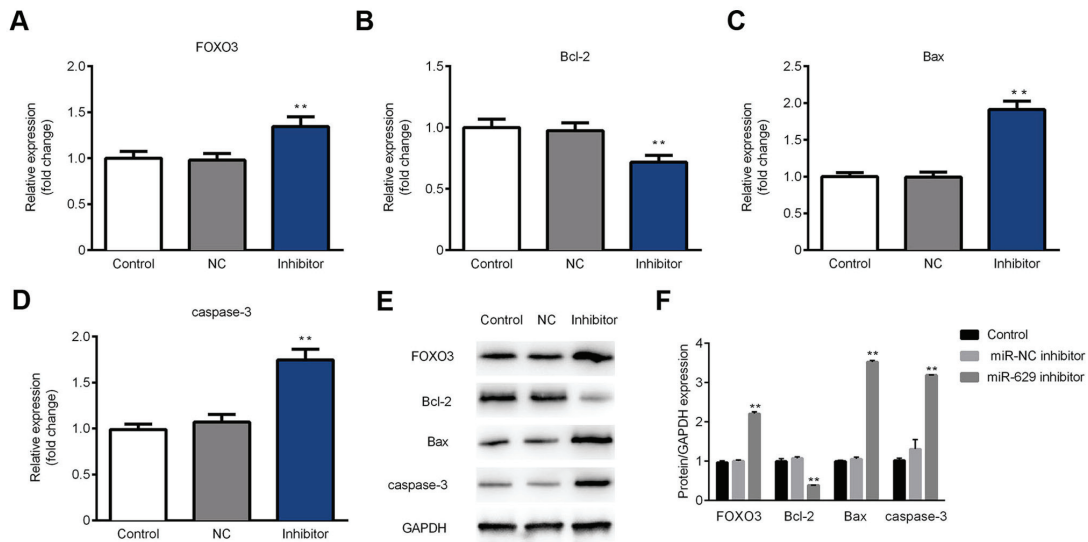 A
FOXO3
Relative expression
(fold change)
2.0
1.5
1.0
0.5
0.0
**
Control
NC
Inhibitor
B
Bcl-2
Relative expression
(fold change)
1.5
1.0
0.5
0.0
**
Control
NC
Inhibitor
C
Bax
Relative expression
(fold change)
2.5
2.0
1.5
1.0
0.5
0.0
**
Control
NC
Inhibitor
D
caspase-3
Relative expression
(fold change)
2.0
1.5
1.0
0.5
0.0
**
Control
NC
Inhibitor
E
Control NC Inhibitor
FOXO3
Bcl-2
Bax
caspase-3
GAPDH
F
Control
miR-NC inhibitor
miR-629 inhibitor
Protein/GAPDH expression
4
3
2
1
0
**
**
**
**
FOXO3
Bcl-2
Bax
caspase-3